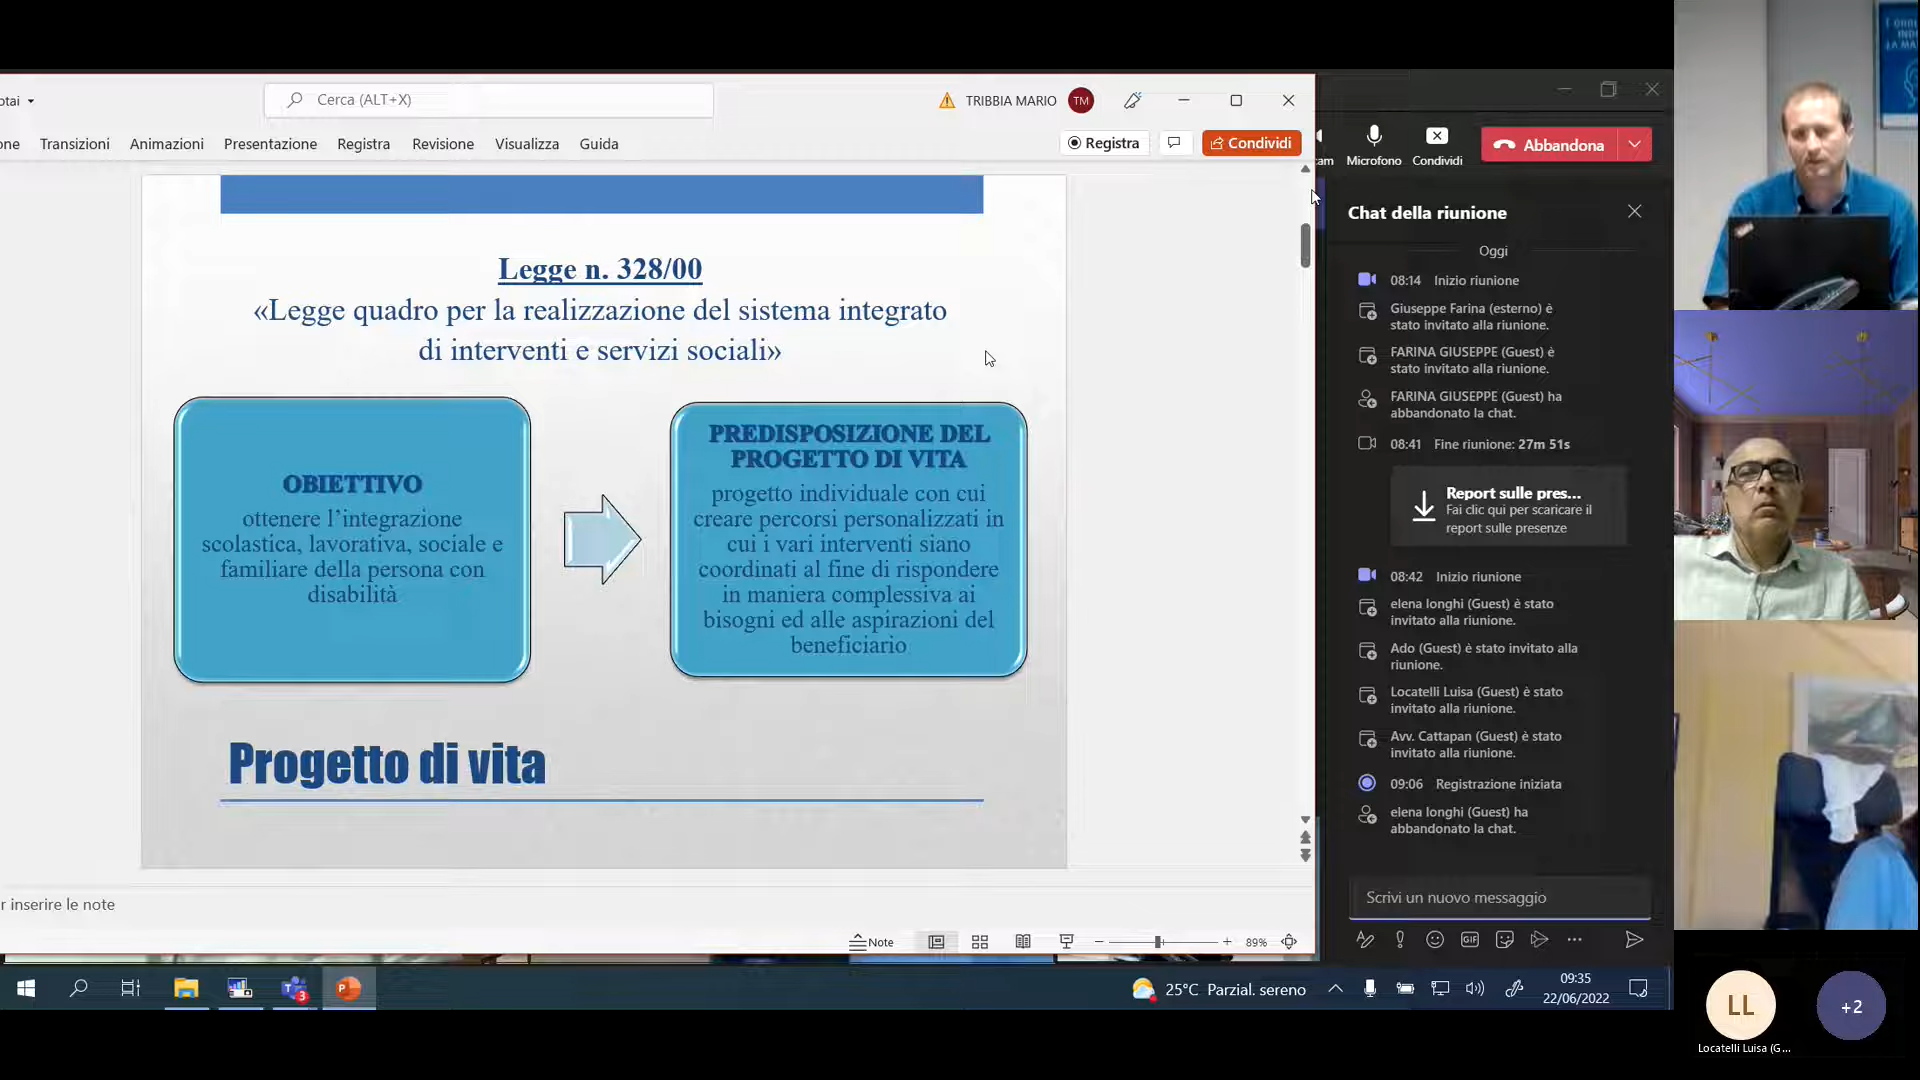 Cerca (ALT+X)
TRIBBIA MARIO
TM
Transizioni
Animazioni
Presentazione
Registra
Revisione
Visualizza
Guida
Registra
Condividi
Legge n. 328/00
«Legge quadro per la realizzazione del sistema integrato
di interventi e servizi sociali»
OBIETTIVO
ottenere l'integrazione
scolastica, lavorativa, sociale e
familiare della persona con
disabilità
PREDISPOSIZIONE DEL
PROGETTO DI VITA
progetto individuale con cui
creare percorsi personalizzati in
cui i vari interventi siano
coordinati al fine di rispondere
in maniera complessiva ai
bisogni ed alle aspirazioni del
beneficiario
Progetto di vita
r inserire le note
Note
89%
Microfono
Condividi
Abbandona
Chat della riunione
Oggi
08:14 Inizio riunione
Giuseppe Farina (esterno) è
stato invitato alla riunione.
FARINA GIUSEPPE (Guest) è
stato invitato alla riunione.
FARINA GIUSEPPE (Guest) ha
abbandonato la chat.
08:41 Fine riunione: 27m 51s
Report sulle pres...
Fai clic qui per scaricare il
report sulle presenze
08:42 Inizio riunione
elena longhi (Guest) è stato
invitato alla riunione.
Ado (Guest) è stato invitato alla
riunione.
Locatelli Luisa (Guest) è stato
invitato alla riunione.
Avv. Cattapan (Guest) è stato
invitato alla riunione.
09:06 Registrazione iniziata
elena longhi (Guest) ha
abbandonato la chat.
Scrivi un nuovo messaggio
GIF
3
25°C Parzial. sereno
09:35
22/06/2022
LL
+2
Locatelli Luisa (G...